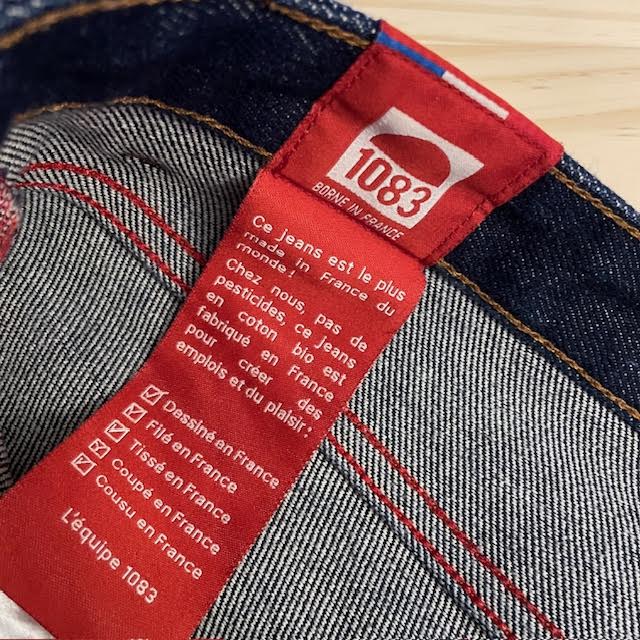 1083
BORNE IN FRANCE
Ce jeans est le plus
made in France du
monde!
Chez nous, pas de
pesticides, ce jeans
en coton bio est
fabriqué en France
pour créer des
emplois et du plaisir!
Dessiné en France
Filé en France
Tissé en France
Coupé en France
Cousu en France
L'équipe 1083